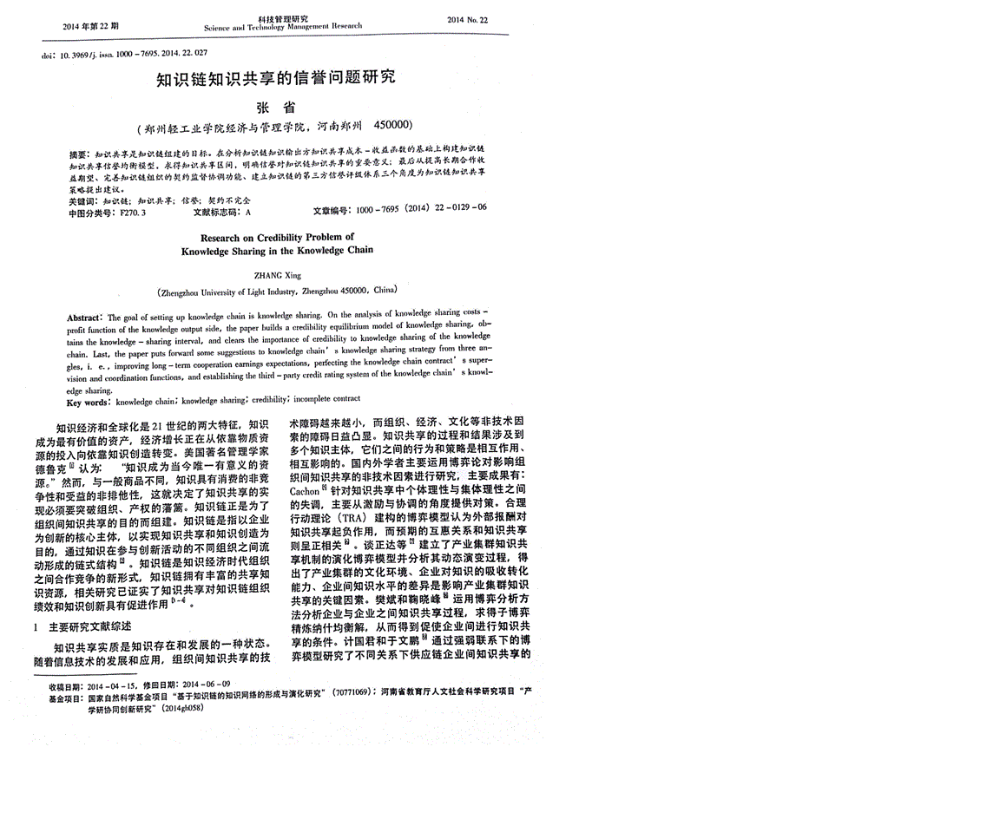 2014 年第 22 期
科技管理研究
Science and Technology Management Research
2014 No. 22
doi: 10. 3969/j. issn. 1000 - 7695. 2014. 22. 027
知识链知识共享的信誉问题研究
张 省
(郑州轻工业学院经济与管理学院，河南郑州 450000)
摘要：知识共享是知识链组建的目标。在分析知识链知识输出方知识共享成本 - 收益函数的基础上构建知识链
知识共享信誉均衡模型，求得知识共享区间，明确信誉对知识链知识共享的重要意义；最后从提高长期合作收
益期望、完善知识链组织的契约监督协调功能、建立知识链的第三方信誉评级体系三个角度为知识链知识共享
策略提出建议。
关键词：知识链；知识共享；信誉；契约不完全
中图分类号：F270. 3 文献标志码：A 文章编号：1000 - 7695 (2014) 22 - 0129 - 06
Research on Credibility Problem of
Knowledge Sharing in the Knowledge Chain
ZHANG Xing
(Zhengzhou University of Light Industry, Zhengzhou 450000, China)
Abstract: The goal of setting up knowledge chain is knowledge sharing. On the analysis of knowledge sharing costs -
profit function of the knowledge output side, the paper builds a credibility equilibrium model of knowledge sharing, ob-
tains the knowledge - sharing interval, and clears the importance of credibility to knowledge sharing of the knowledge
chain. Last, the paper puts forward some suggestions to knowledge chain' s knowledge sharing strategy from three an-
gles, i. e. , improving long - term cooperation earnings expectations, perfecting the knowledge chain contract' s super-
vision and coordination functions, and establishing the third - party credit rating system of the knowledge chain' s knowl-
edge sharing.
Key words: knowledge chain; knowledge sharing; credibility; incomplete contract
知识经济和全球化是 21 世纪的两大特征，知识
成为最有价值的资产，经济增长正在从依靠物质资
源的投入向依靠知识创造转变。美国著名管理学家
德鲁克 认为： “知识成为当今唯一有意义的资
源。”然而，与一般商品不同，知识具有消费的非竞
争性和受益的非排他性，这就决定了知识共享的实
现必须要突破组织、产权的藩篱。知识链正是为了
组织间知识共享的目的而组建。知识链是指以企业
为创新的核心主体，以实现知识共享和知识创造为
目的，通过知识在参与创新活动的不同组织之间流
动形成的链式结构 。知识链是知识经济时代组织
之间合作竞争的新形式，知识链拥有丰富的共享知
识资源，相关研究已证实了知识共享对知识链组织
绩效和知识创新具有促进作用 。
1 主要研究文献综述
知识共享实质是知识存在和发展的一种状态。
随着信息技术的发展和应用，组织间知识共享的技
术障碍越来越小，而组织、经济、文化等非技术因
素的障碍日益凸显。知识共享的过程和结果涉及到
多个知识主体，它们之间的行为和策略是相互作用、
相互影响的。国内外学者主要运用博弈论对影响组
织间知识共享的非技术因素进行研究，主要成果有：
Cachon 针对知识共享中个体理性与集体理性之间
的失调，主要从激励与协调的角度提供对策。合理
行动理论（TRA）建构的博弈模型认为外部报酬对
知识共享起负作用，而预期的互惠关系和知识共享
则呈正相关 。谈正达等 建立了产业集群知识共
享机制的演化博弈模型并分析其动态演变过程，得
出了产业集群的文化环境、企业对知识的吸收转化
能力、企业间知识水平的差异是影响产业集群知识
共享的关键因素。樊斌和鞠晓峰 运用博弈分析方
法分析企业与企业之间知识共享过程，求得子博弈
精炼纳什均衡解，从而得到促使企业间进行知识共
享的条件。计国君和于文鹏 通过强弱联系下的博
弈模型研究了不同关系下供应链企业间知识共享的
收稿日期：2014 - 04 - 15，修回日期：2014 - 06 - 09
基金项目：国家自然科学基金项目“基于知识链的知识网络的形成与演化研究”（70771069）；河南省教育厅人文社会科学研究项目“产
学研协同创新研究”（2014gh058）